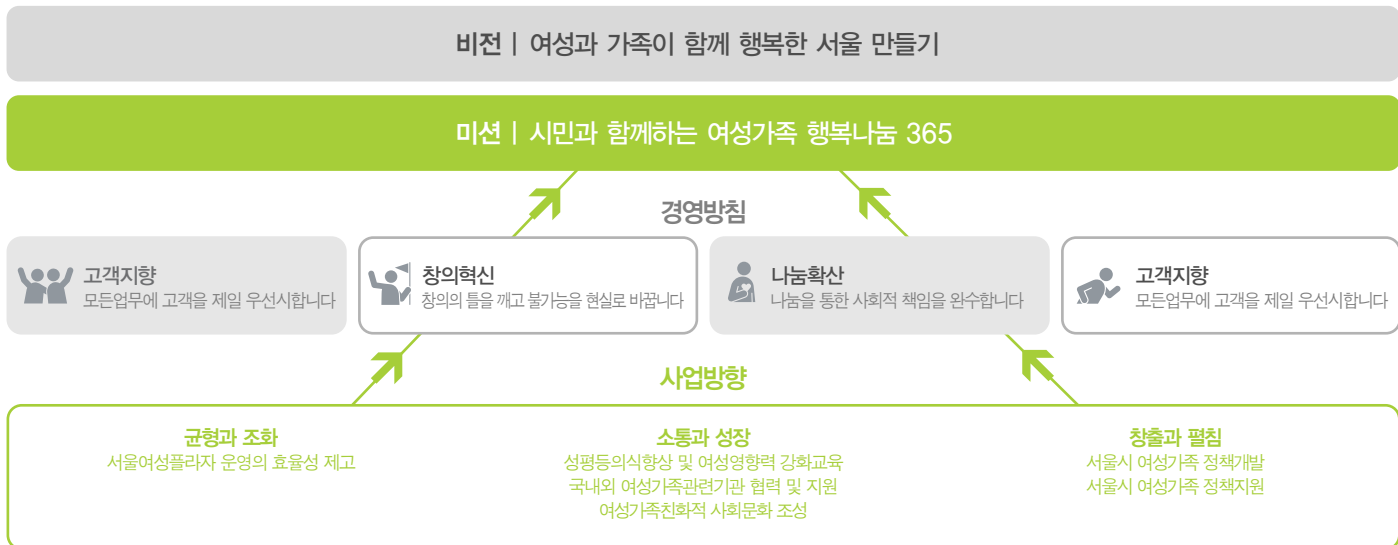 비전 | 여성과 가족이 함께 행복한 서울 만들기
미션 | 시민과 함께하는 여성가족 행복나눔 365
경영방침
고객지향
모든업무에 고객을 제일 우선시합니다
창의혁신
창의의 틀을 깨고 불가능을 현실로 바꿉니다
나눔확산
나눔을 통한 사회적 책임을 완수합니다
고객지향
모든업무에 고객을 제일 우선시합니다
사업방향
균형과 조화
서울여성플라자 운영의 효율성 제고
소통과 성장
성평등의식향상 및 여성영향력 강화교육
국내외 여성가족관련기관 협력 및 지원
여성가족친화적 사회문화 조성
창출과 펼침
서울시 여성가족 정책개발
서울시 여성가족 정책지원